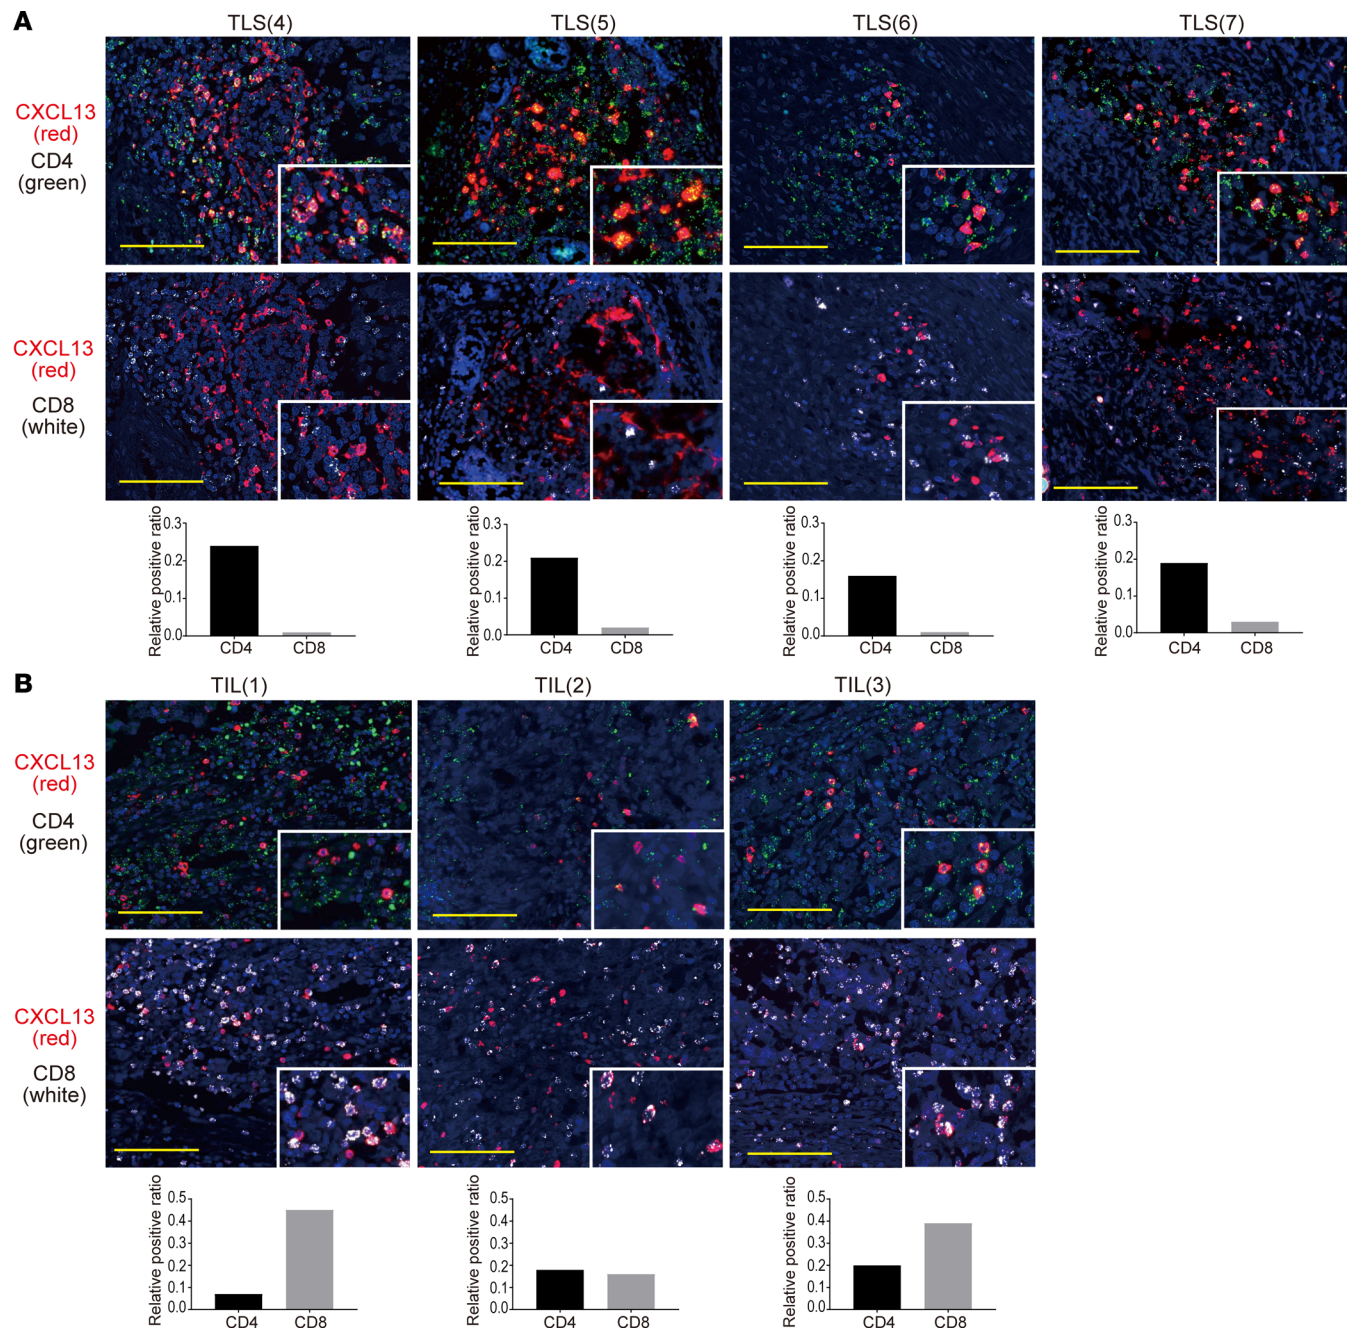 A
TLS(4) TLS(5) TLS(6) TLS(7)
CXCL13
(red)
CD4
(green)
CXCL13
(red)
CD8
(white)
Relative positive ratio
0.3
0.2
0.1
0.0
CD4 CD8
Relative positive ratio
0.3
0.2
0.1
0.0
CD4 CD8
Relative positive ratio
0.3
0.2
0.1
0.0
CD4 CD8
Relative positive ratio
0.3
0.2
0.1
0.0
CD4 CD8
B
TIL(1) TIL(2) TIL(3)
CXCL13
(red)
CD4
(green)
CXCL13
(red)
CD8
(white)
Relative positive ratio
0.5
0.4
0.3
0.2
0.1
0.0
CD4 CD8
Relative positive ratio
0.5
0.4
0.3
0.2
0.1
0.0
CD4 CD8
Relative positive ratio
0.5
0.4
0.3
0.2
0.1
0.0
CD4 CD8